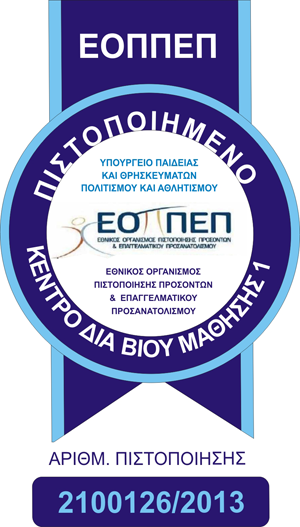 ΕΟΠΠΕΠ
ΠΙΣΤΟΠΟΙΗΜΕΝΟ
ΥΠΟΥΡΓΕΙΟ ΠΑΙΔΕΙΑΣ
ΚΑΙ ΘΡΗΣΚΕΥΜΑΤΩΝ
ΠΟΛΙΤΙΣΜΟΥ ΚΑΙ ΑΘΛΗΤΙΣΜΟΥ
ΕΟΠΠΕΠ
ΕΘΝΙΚΟΣ ΟΡΓΑΝΙΣΜΟΣ ΠΙΣΤΟΠΟΙΗΣΗΣ ΠΡΟΣΟΝΤΩΝ
& ΕΠΑΓΓΕΛΜΑΤΙΚΟΥ ΠΡΟΣΑΝΑΤΟΛΙΣΜΟΥ
ΕΘΝΙΚΟΣ ΟΡΓΑΝΙΣΜΟΣ
ΠΙΣΤΟΠΟΙΗΣΗΣ ΠΡΟΣΟΝΤΩΝ
& ΕΠΑΓΓΕΛΜΑΤΙΚΟΥ
ΠΡΟΣΑΝΑΤΟΛΙΣΜΟΥ
ΚΕΝΤΡΟ ΔΙΑ ΒΙΟΥ ΜΑΘΗΣΗΣ 1
ΑΡΙΘΜ. ΠΙΣΤΟΠΟΙΗΣΗΣ
2100126/2013